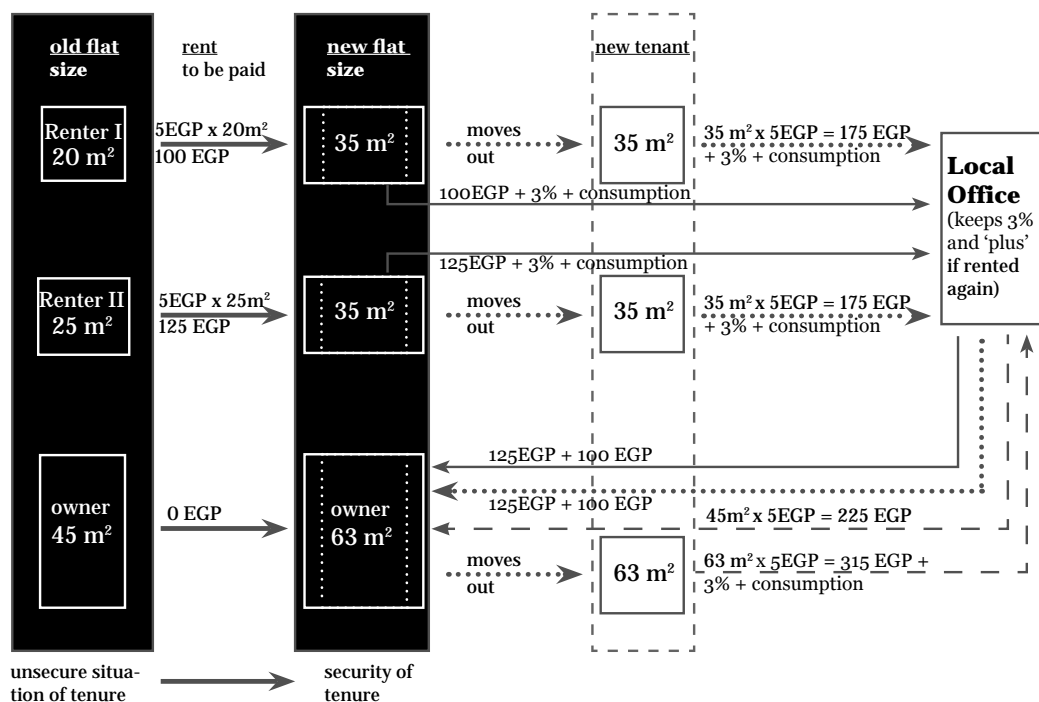 old flat
size
rent
to be paid
new flat
size
new tenant
Renter I
20 m²
5EGP x 20m²
100 EGP
35 m²
moves
out
35 m²
35 m² x 5EGP = 175 EGP
+ 3% + consumption
100EGP + 3% + consumption
Local
Office
(keeps 3%
and ‘plus’
if rented
again)
125EGP + 3% + consumption
Renter II
25 m²
5EGP x 25m²
125 EGP
35 m²
moves
out
35 m²
35 m² x 5EGP = 175 EGP
+ 3% + consumption
125EGP + 100 EGP
125EGP + 100 EGP
owner
45 m²
0 EGP
owner
63 m²
45m² x 5EGP = 225 EGP
moves
out
63 m²
63 m² x 5EGP = 315 EGP +
3% + consumption
unsecure situa-
tion of tenure
security of
tenure